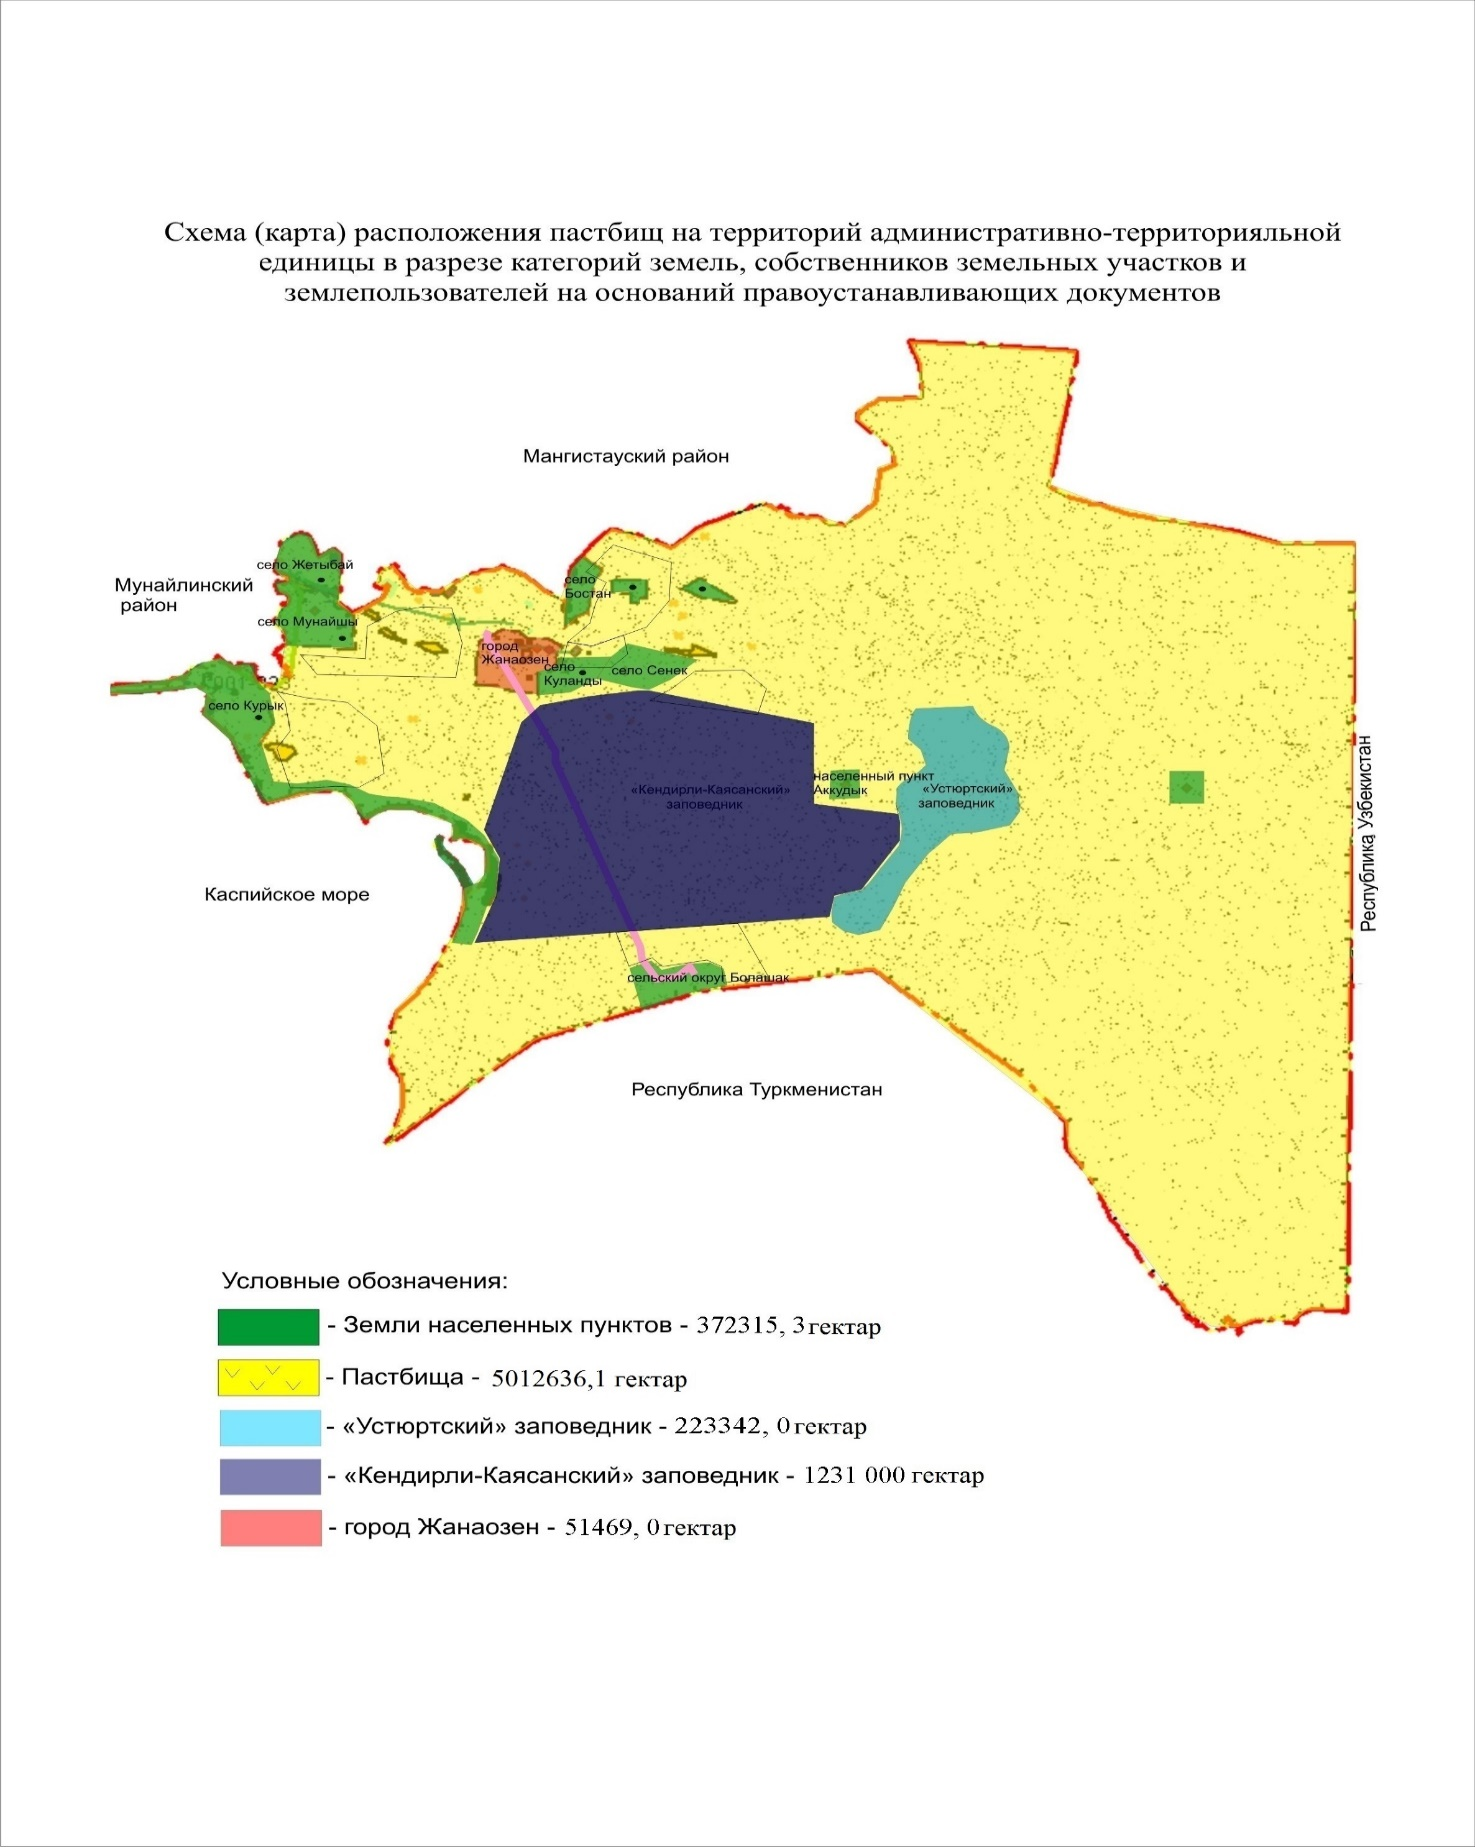 Схема (карта) расположения пастбищ на территорий административно-территорияльной
единицы в разрезе категорий земель, собственников земельных участков и
землепользователей на оснований правоустанавливающих документов
Мангистауский район
Мунайлинский
район
село Жетыбай
село Мунайшы
село
Бостан
город
Жанаозен
село
Куланды
село Сенек
село Курык
«Кендирли-Каясанский»
заповедник
населенный пункт
Аккудык
«Устюртский»
заповедник
Республика Узбекистан
Каспийское море
сельский округ Болашак
Республика Туркменистан
Условные обозначения:
- Земли населенных пунктов - 372315, 3 гектар
- Пастбища - 5012636,1 гектар
- «Устюртский» заповедник - 223342, 0 гектар
- «Кендирли-Каясанский» заповедник - 1231 000 гектар
- город Жанаозен - 51469, 0 гектар